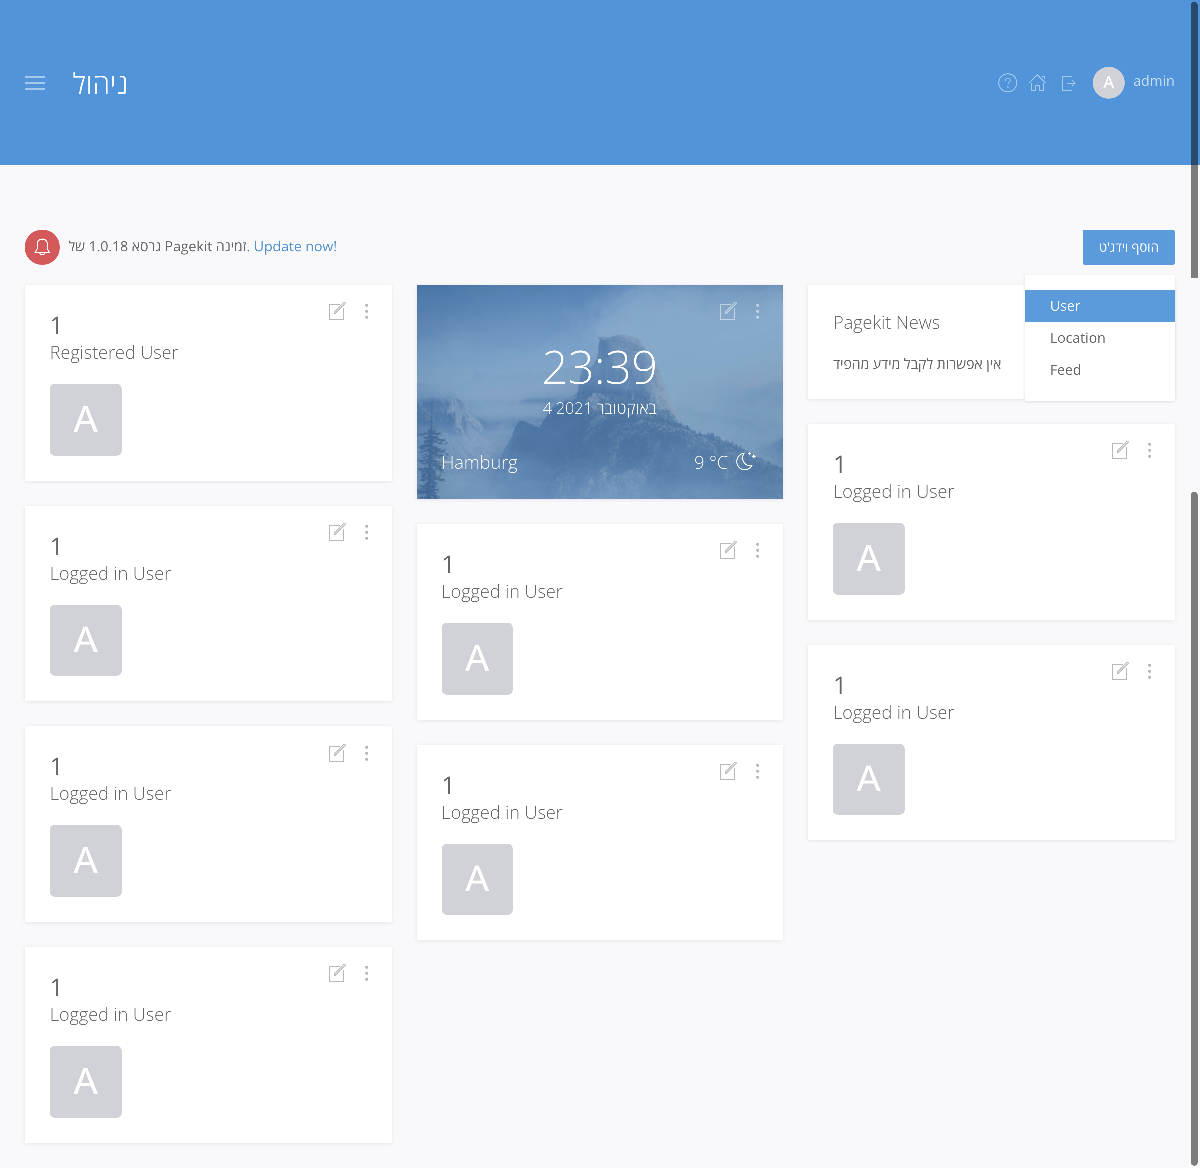 ניהול
A admin
גרסא 1.0.18 של Pagekit זמינה. Update now!
הוסף וידג'ט
User
Location
Feed
1
Registered User
A
1
Logged in User
A
1
Logged in User
A
1
Logged in User
A
23:39
4 באוקטובר 2021
Hamburg
9 °C
1
Logged in User
A
1
Logged in User
A
Pagekit News
אין אפשרות לקבל מידע מהפיד
1
Logged in User
A
1
Logged in User
A